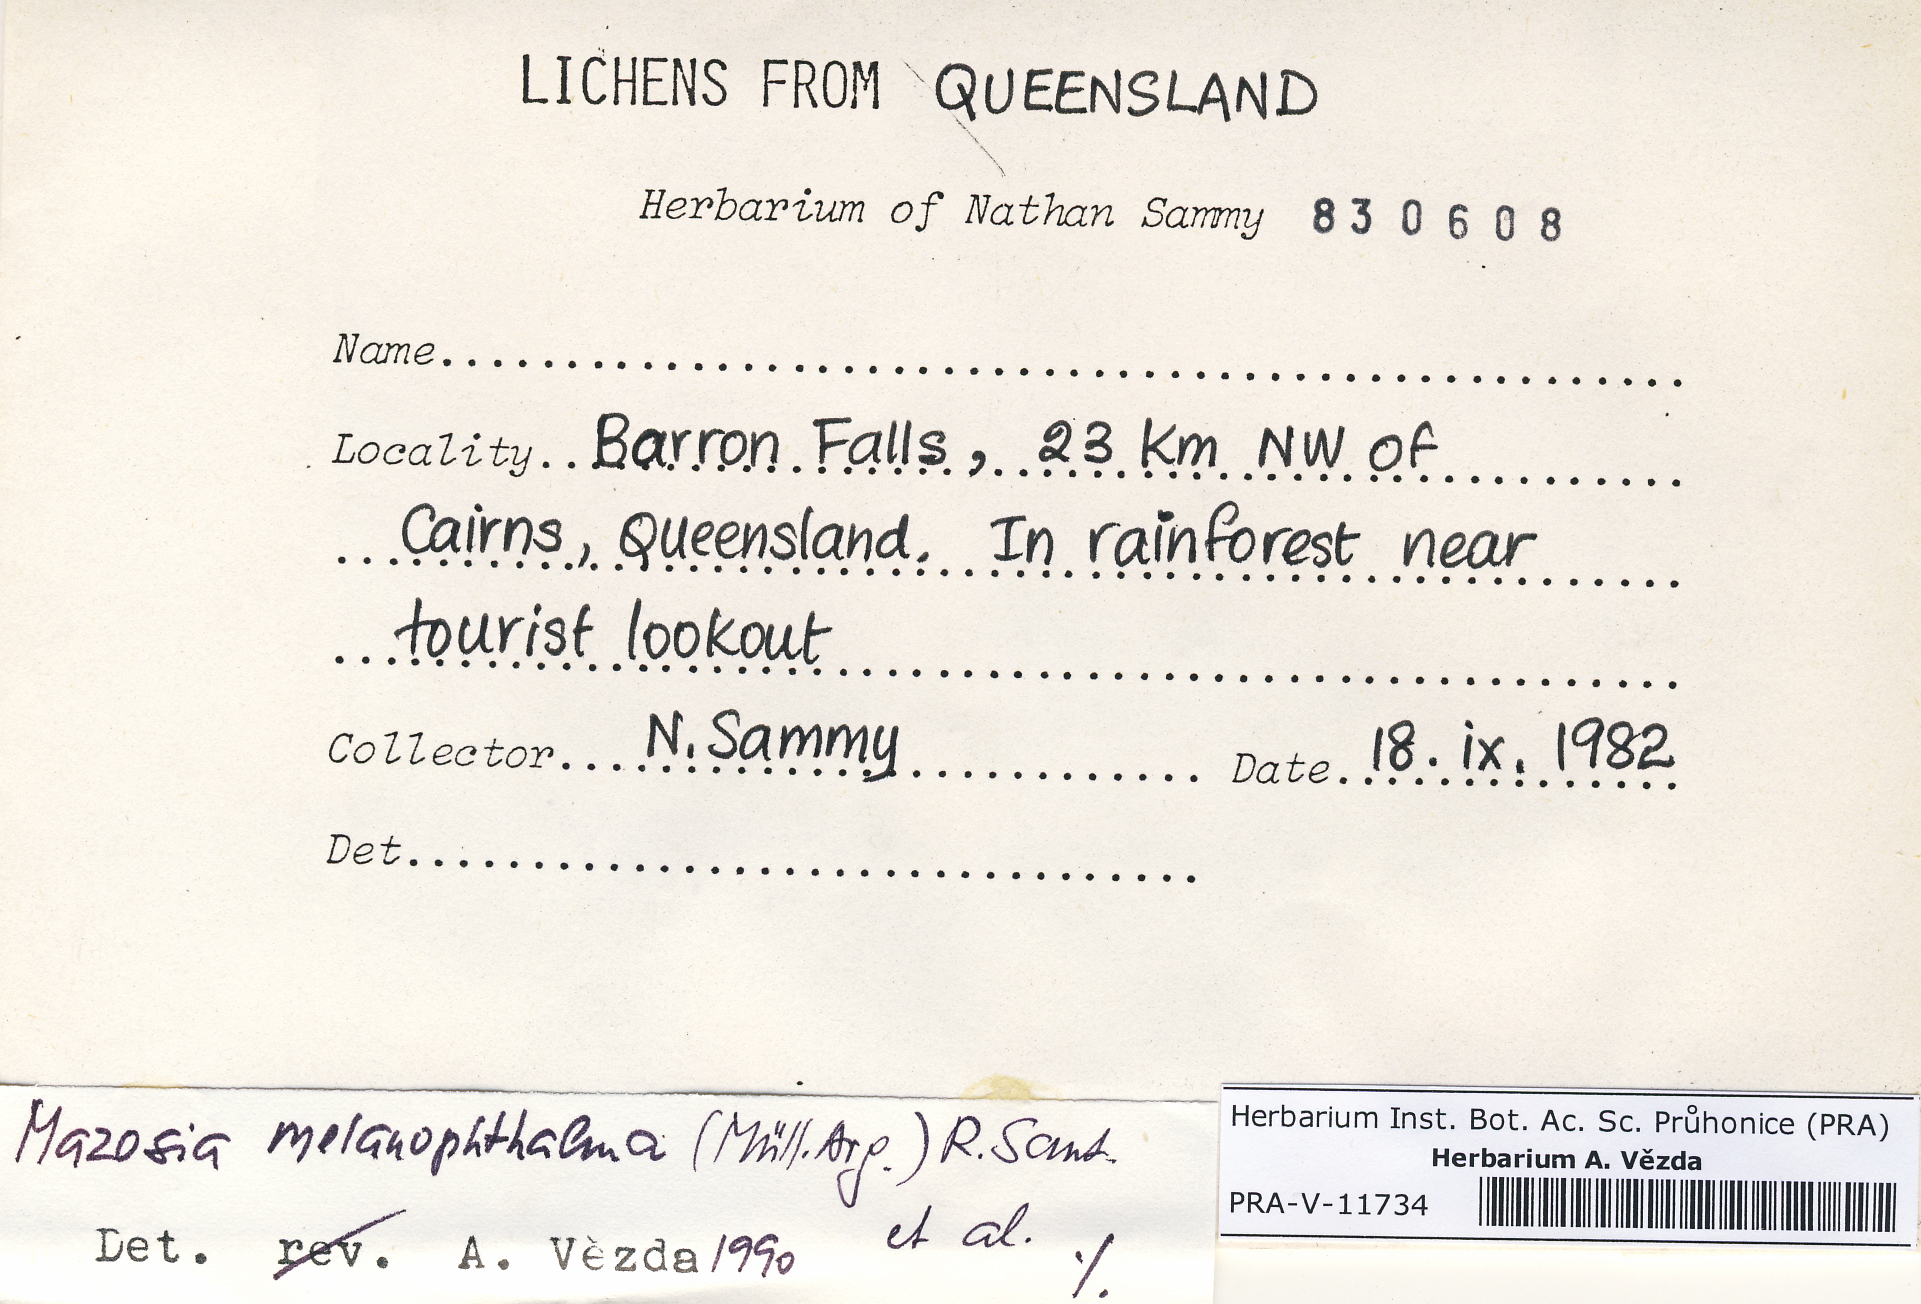 LICHENS FROM QUEENSLAND
Herbarium of Nathan Sammy 830608
Name........................................
Locality..Barron Falls, 23 Km NW of
Cairns, Queensland. In rainforest near
tourist lookout
Collector....N. Sammy Date..18. ix. 1982
Det................................
Mazosia melanophthalma (Müll. Arg.) R. Sant.
et al. ·/.
Det. rev. A. Vèzda 1990
Herbarium Inst. Bot. Ac. Sc. Průhonice (PRA)
Herbarium A. Vězda
PRA-V-11734